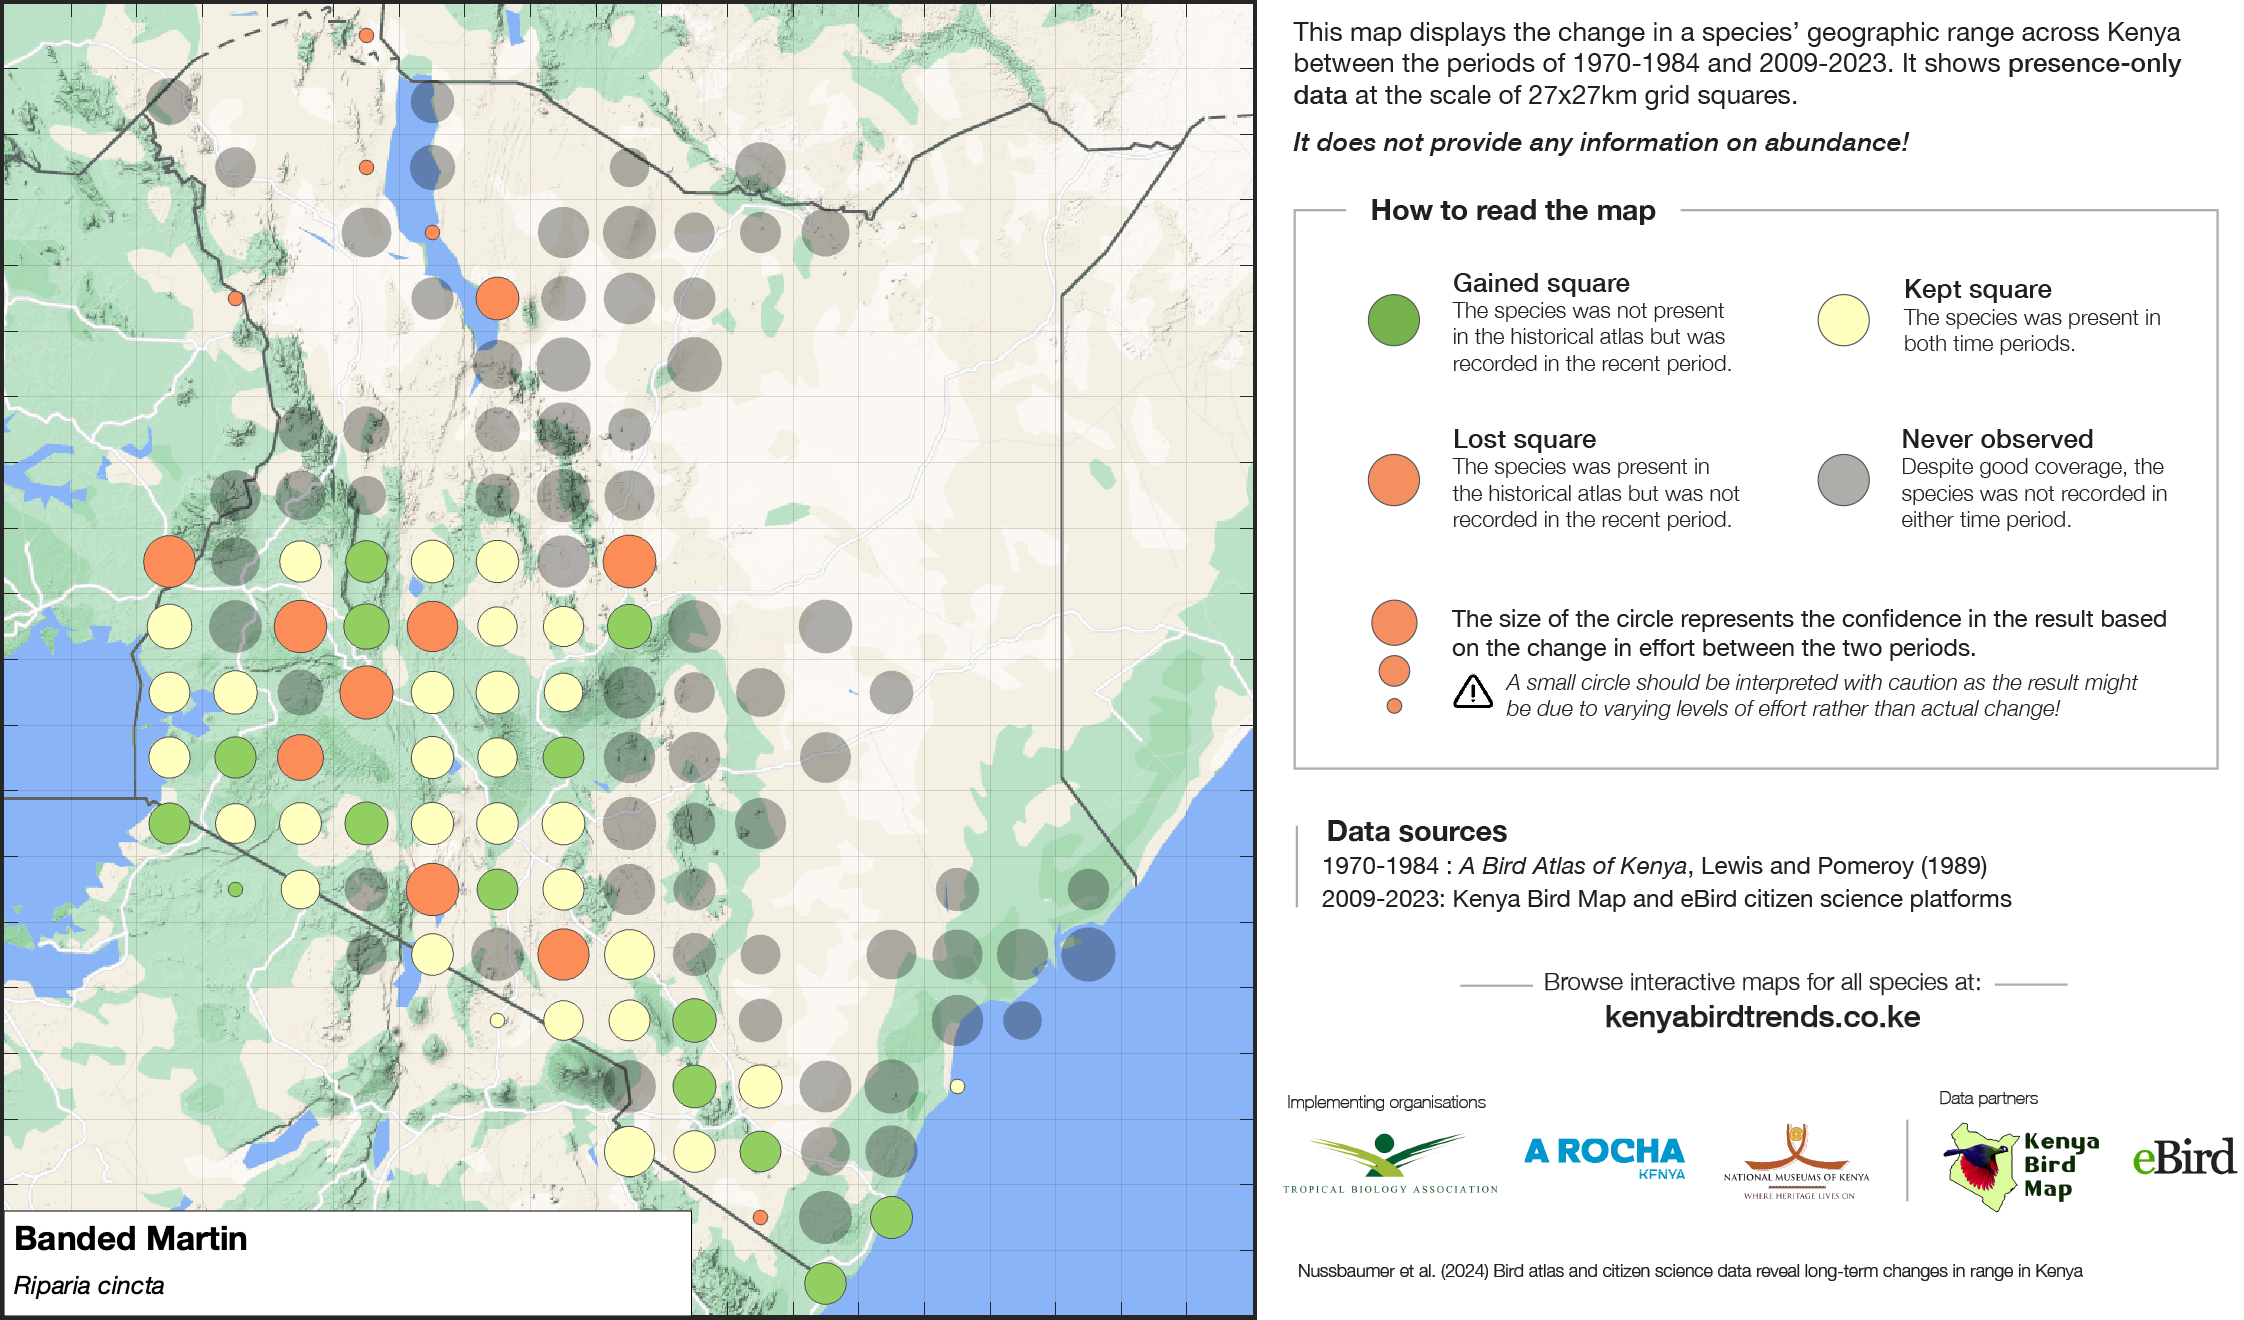 This map displays the change in a species’ geographic range across Kenya
between the periods of 1970-1984 and 2009-2023. It shows presence-only
data at the scale of 27x27km grid squares.
It does not provide any information on abundance!
How to read the map
Gained square
The species was not present
in the historical atlas but was
recorded in the recent period.
Kept square
The species was present in
both time periods.
Lost square
The species was present in
the historical atlas but was not
recorded in the recent period.
Never observed
Despite good coverage, the
species was not recorded in
either time period.
The size of the circle represents the confidence in the result based
on the change in effort between the two periods.
A small circle should be interpreted with caution as the result might
be due to varying levels of effort rather than actual change!
Data sources
1970-1984 : A Bird Atlas of Kenya, Lewis and Pomeroy (1989)
2009-2023: Kenya Bird Map and eBird citizen science platforms
Browse interactive maps for all species at:
kenyabirdtrends.co.ke
Implementing organisations
Data partners
TROPICAL BIOLOGY ASSOCIATION
A ROCHA
KENYA
NATIONAL MUSEUMS OF KENYA
WHERE HERITAGE LIVES ON
Kenya
Bird
Map
eBird
Nussbaumer et al. (2024) Bird atlas and citizen science data reveal long-term changes in range in Kenya
Banded Martin
Riparia cincta